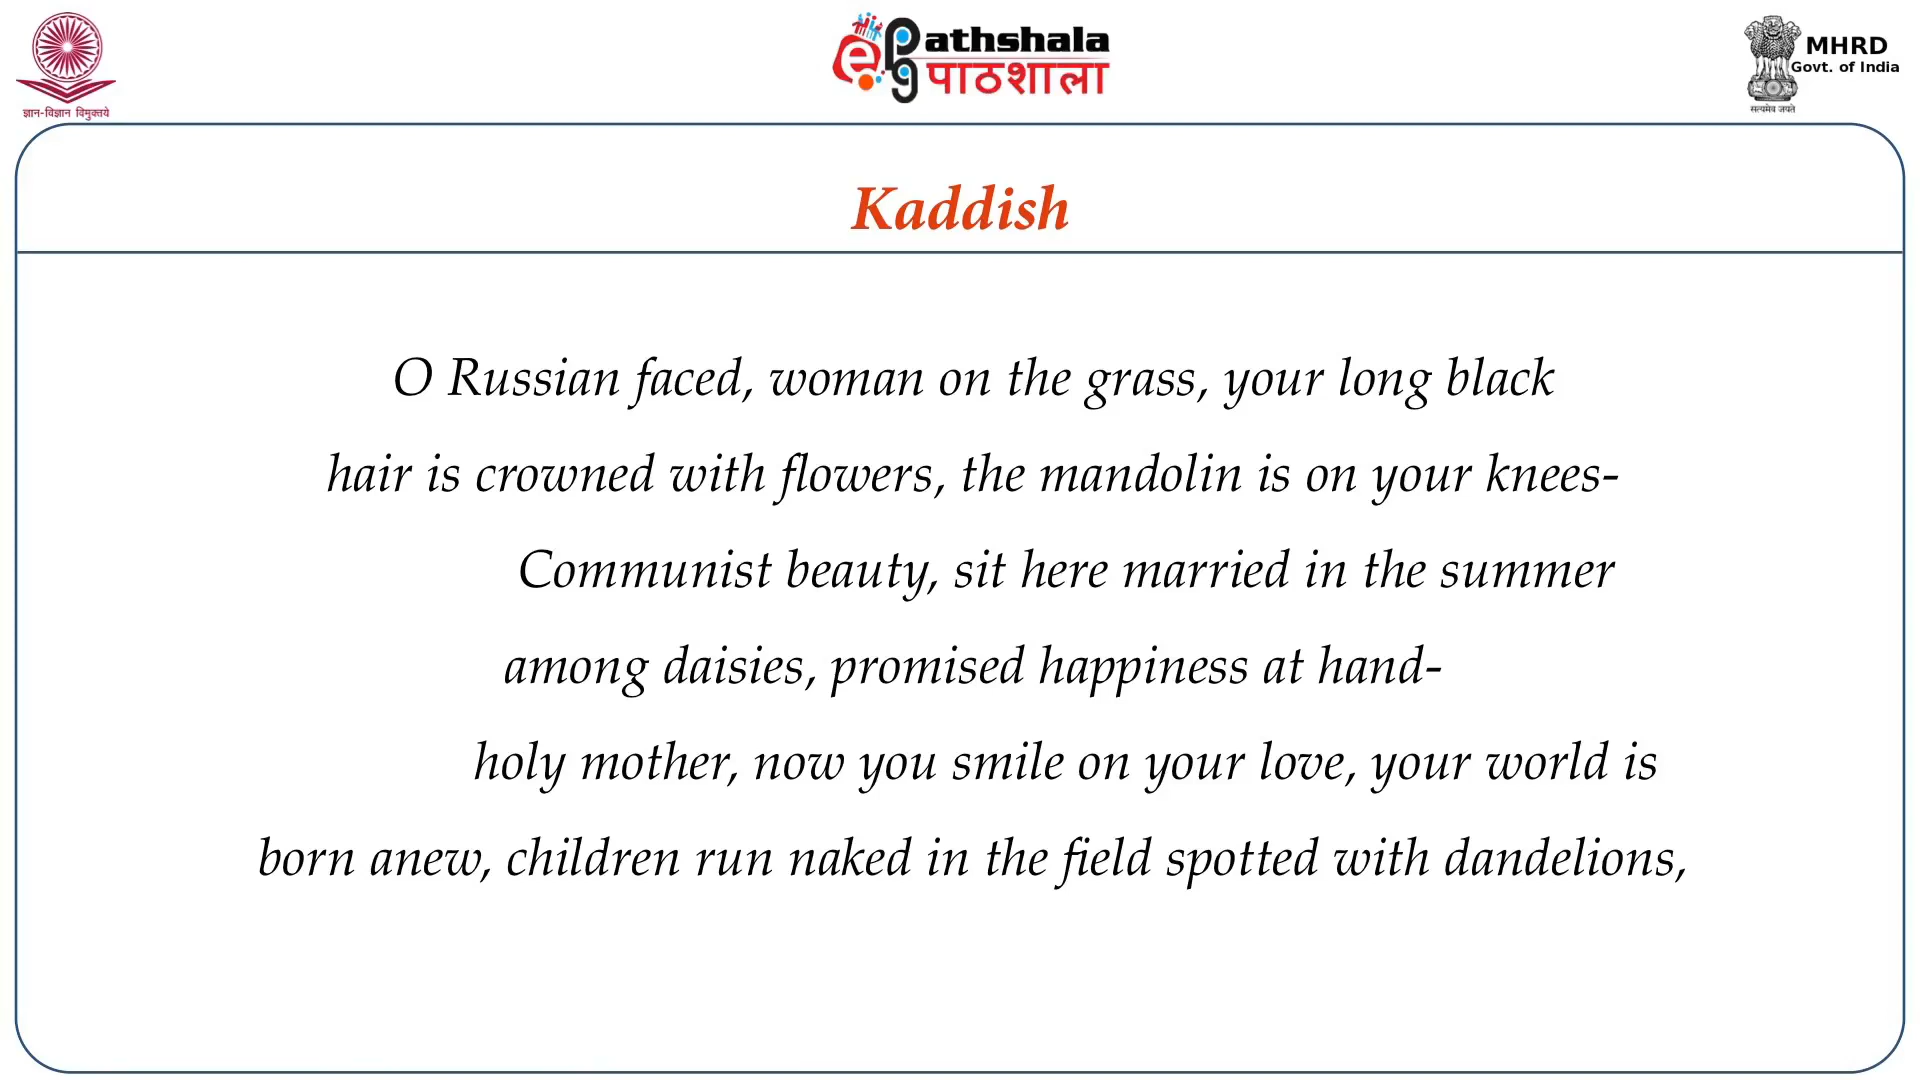 ज्ञान-विज्ञान विमुक्तये
e Pg Pathshala
पाठशाला
MHRD
Govt. of India
सत्यमेव जयते
Kaddish
O Russian faced, woman on the grass, your long black
hair is crowned with flowers, the mandolin is on your knees-
Communist beauty, sit here married in the summer
among daisies, promised happiness at hand-
holy mother, now you smile on your love, your world is
born anew, children run naked in the field spotted with dandelions,